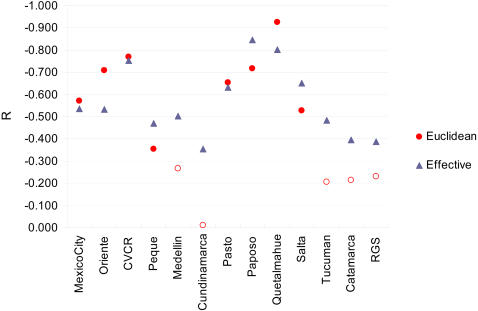 -1.000
-0.900
-0.800
-0.700
-0.600
-0.500
-0.400
-0.300
-0.200
-0.100
0.000
R
MexicoCity
Oriente
CVCR
Peque
Medellin
Cundinamarca
Pasto
Paposo
Quetalmahue
Salta
Tucuman
Catamarca
RGS
Euclidean
Effective